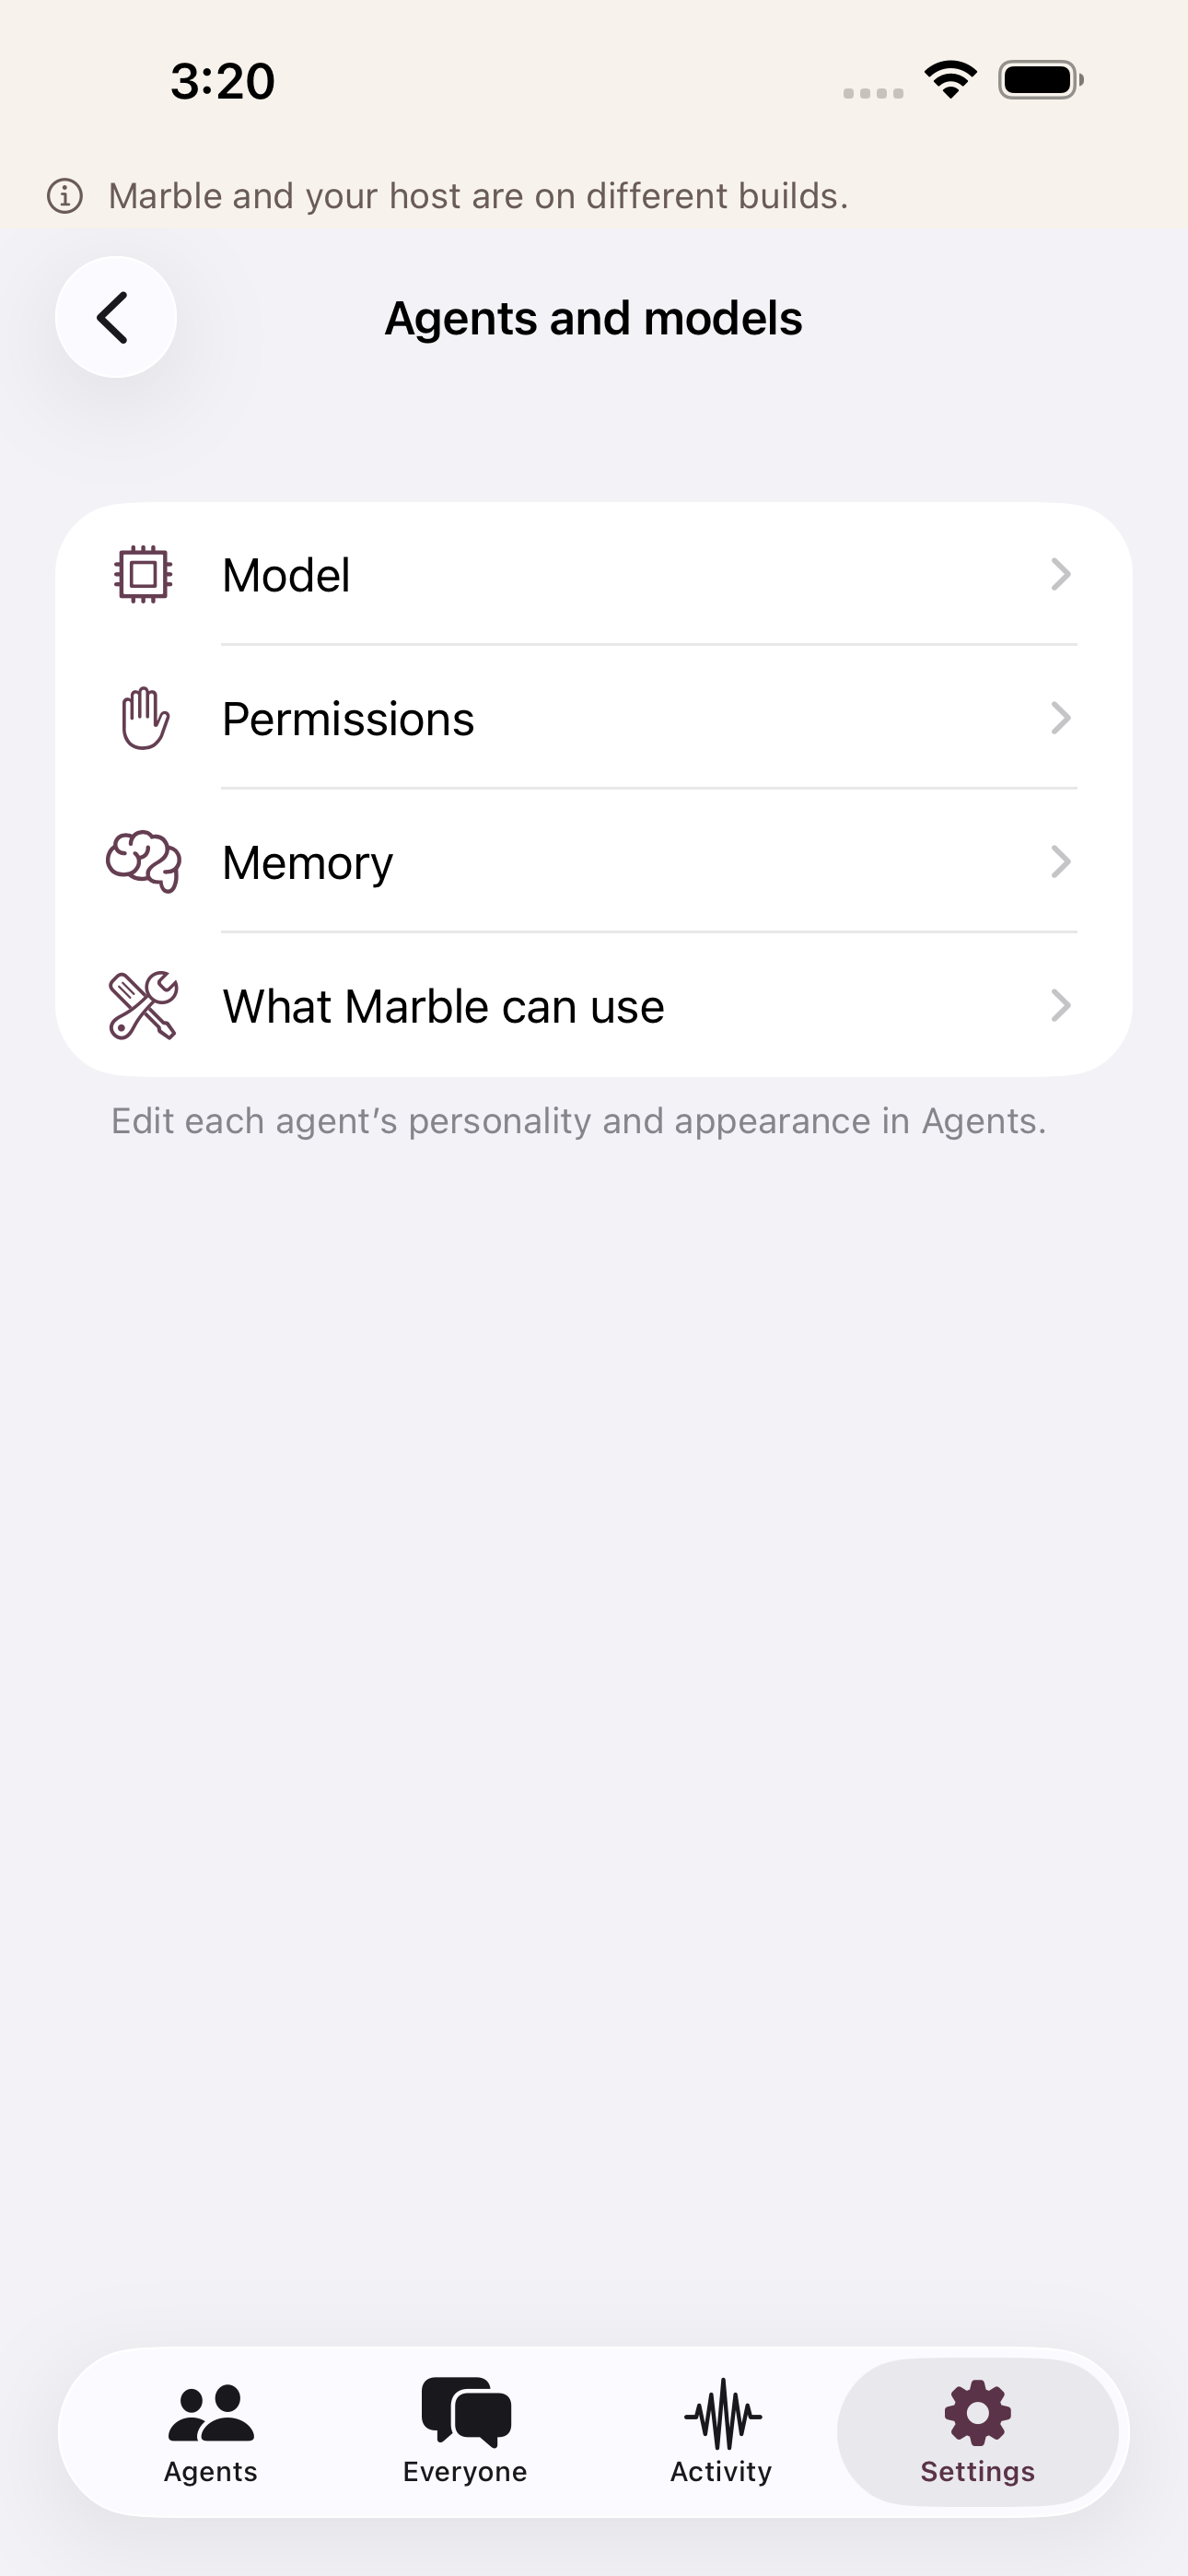 3:20
Marble and your host are on different builds.
Agents and models
Model
Permissions
Memory
What Marble can use
Edit each agent’s personality and appearance in Agents.
Agents
Everyone
Activity
Settings